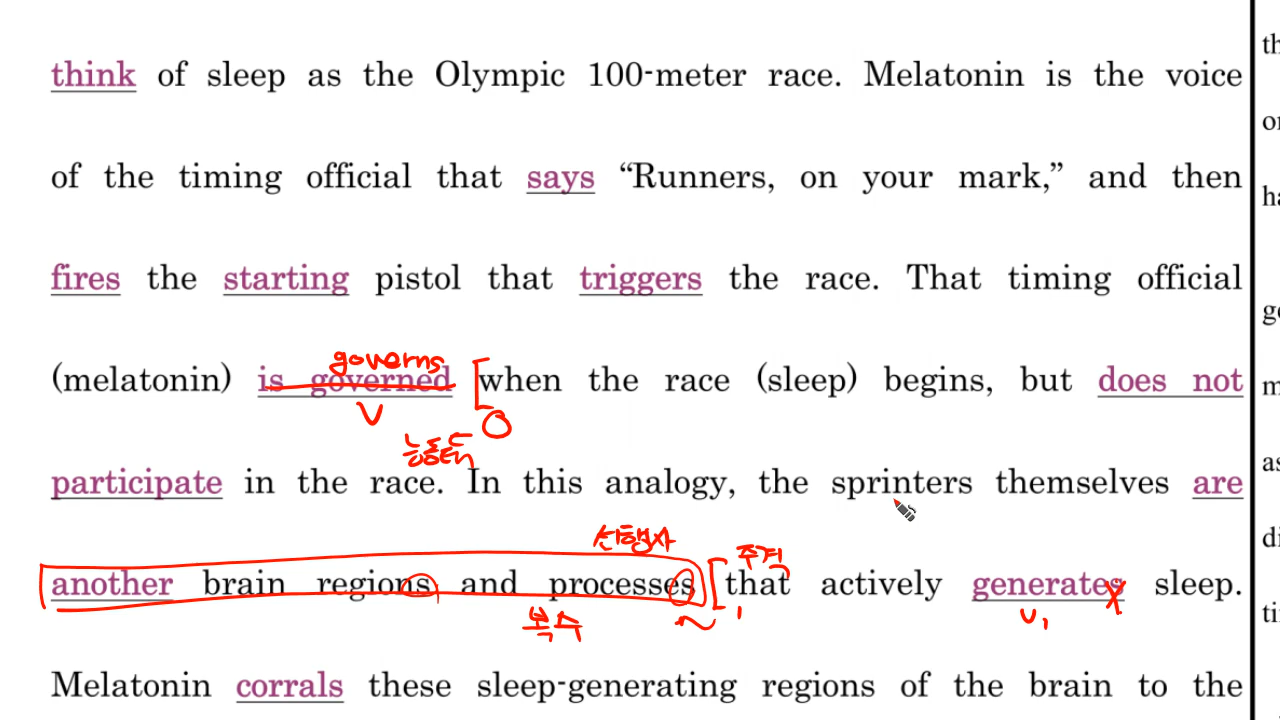 think of sleep as the Olympic 100-meter race. Melatonin is the voice
of the timing official that says “Runners, on your mark,” and then
fires the starting pistol that triggers the race. That timing official
governs
(melatonin) is governed [when the race (sleep) begins, but does not
V
능동태
participate in the race. In this analogy, the sprinters themselves are
선행사 주격
another brain regions and processes [that actively generates sleep.
복수 V1
Melatonin corrals these sleep-generating regions of the brain to the